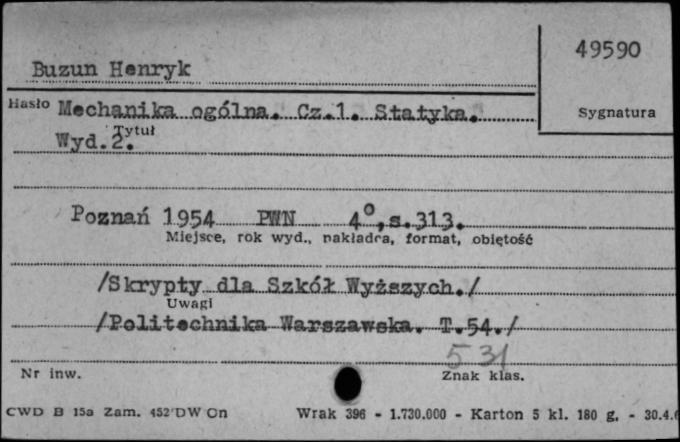 49590
Buzun Henryk
Hasło Mechanika ogólna. Cz.1. Statyka.
Sygnatura
Tytuł
Wyd.2.
Poznań 1954 PWN 4°,s.313.
Miejsce, rok wyd., nakładca, format, objętość
/Skrypty dla Szkół Wyższych./
Uwagi
/Politechnika Warszawska. T.54./
531
Nr inw.
Znak klas.
CWD B 15a Zam. 452 DW On Wrak 396 - 1.730.000 - Karton 5 kl. 180 g. - 30.4.